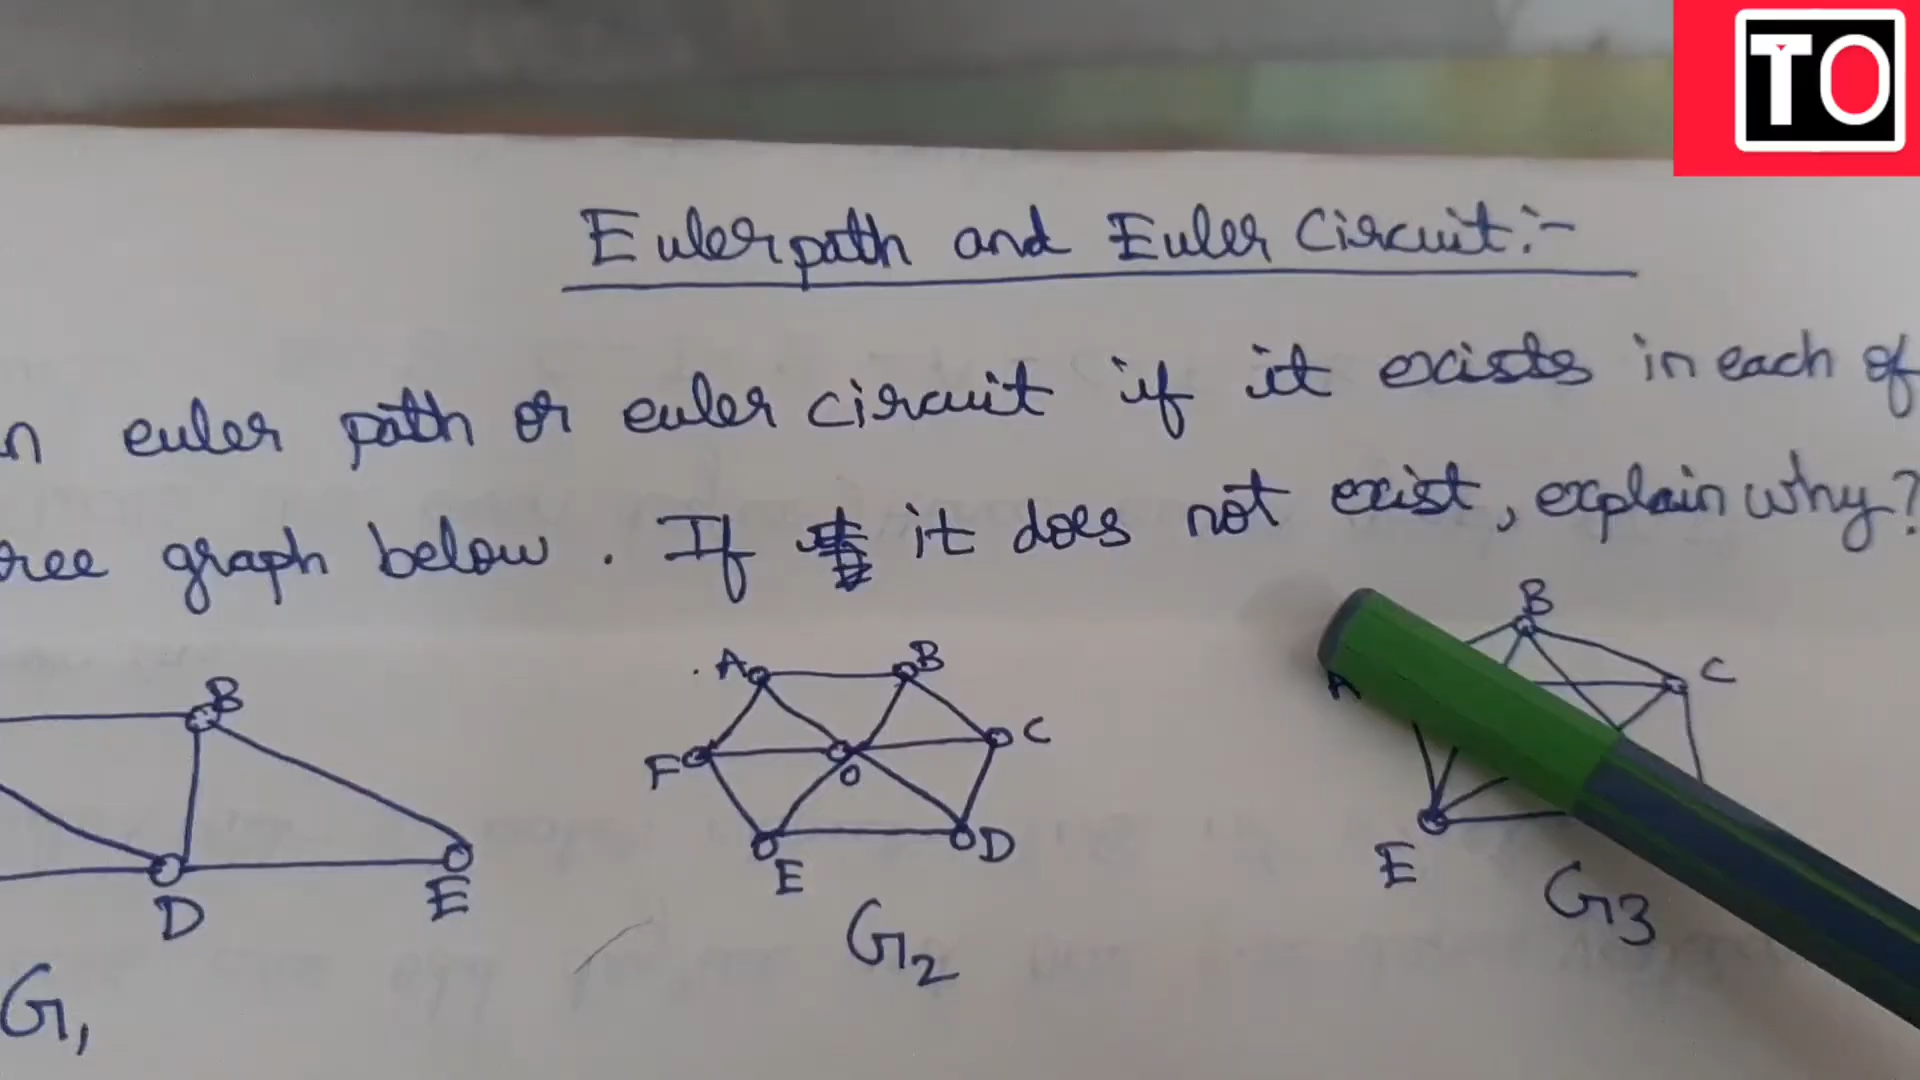 TO
Euler path and Euler Circuit:-
n euler path or euler circuit if it exists in each of
ree graph below. If it does not exist, explain why?
B
A B
B
C
F O C
A
E D
E
D E
G2
G3
G1